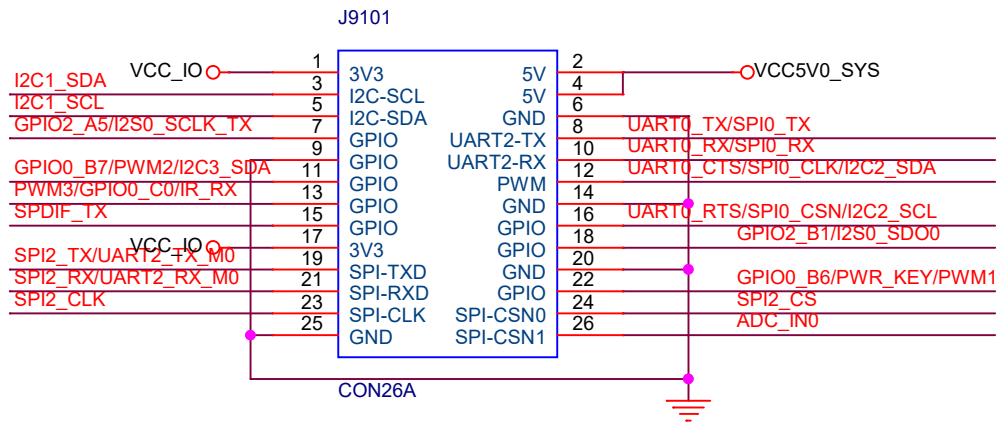 J9101
1 2
VCC_IO 3V3 5V VCC5V0_SYS
I2C1_SDA 3 4
I2C-SCL 5V
I2C1_SCL 5 6
I2C-SDA GND
GPIO2_A5/I2S0_SCLK_TX 7 8 UART0_TX/SPI0_TX
GPIO UART2-TX
9 10 UART0_RX/SPI0_RX
GPIO UART2-RX
GPIO0_B7/PWM2/I2C3_SDA 11 12 UART0_CTS/SPI0_CLK/I2C2_SDA
GPIO PWM
PWM3/GPIO0_C0/IR_RX 13 14
GPIO GND
SPDIF_TX 15 16 UART0_RTS/SPI0_CSN/I2C2_SCL
GPIO GPIO
VCC_IO 17 18 GPIO2_B1/I2S0_SDO0
3V3 GPIO
SPI2_TX/UART2_TX_M0 19 20
SPI-TXD GND
SPI2_RX/UART2_RX_M0 21 22 GPIO0_B6/PWR_KEY/PWM1
SPI-RXD GPIO
SPI2_CLK 23 24 SPI2_CS
SPI-CLK SPI-CSN0
25 26 ADC_IN0
GND SPI-CSN1
CON26A